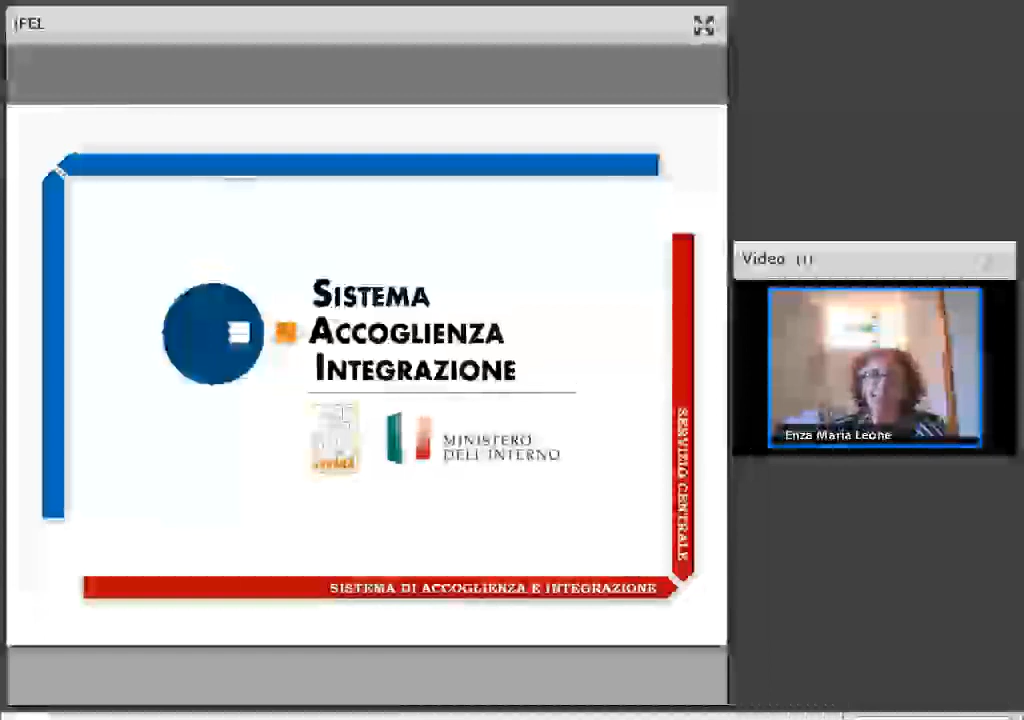 IFEL
SISTEMA
ACCOGLIENZA
INTEGRAZIONE
MINISTERO
DELL'INTERNO
SERVIZIO CENTRALE
SISTEMA DI ACCOGLIENZA E INTEGRAZIONE
Video (1)
Enza Maria Leone